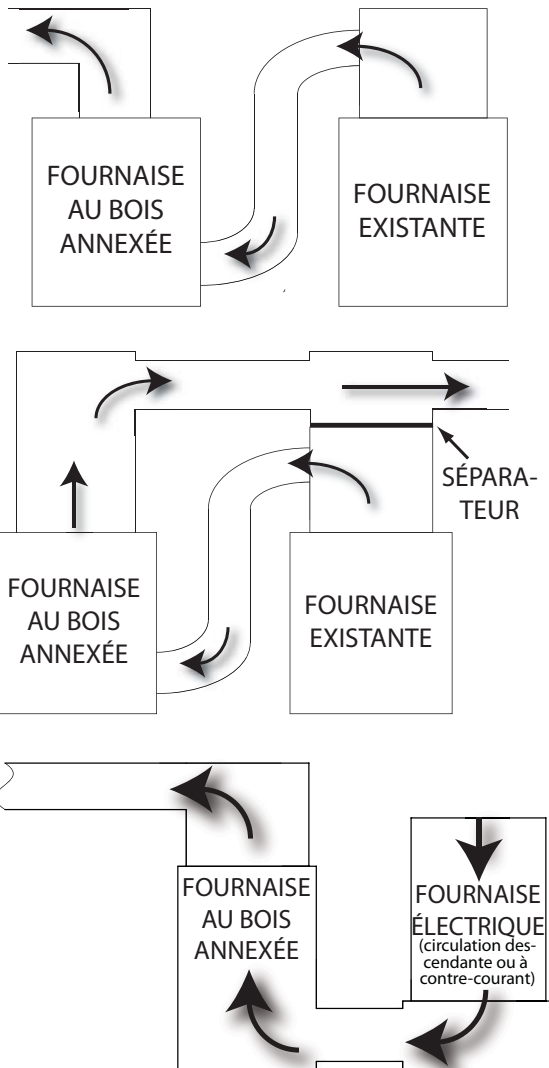 FOURNAISE
AU BOIS
ANNEXÉE
FOURNAISE
EXISTANTE
SÉPARA-
TEUR
FOURNAISE
AU BOIS
ANNEXÉE
FOURNAISE
EXISTANTE
FOURNAISE
AU BOIS
ANNEXÉE
FOURNAISE
ÉLECTRIQUE
(circulation des-
cendante ou à
contre-courant)